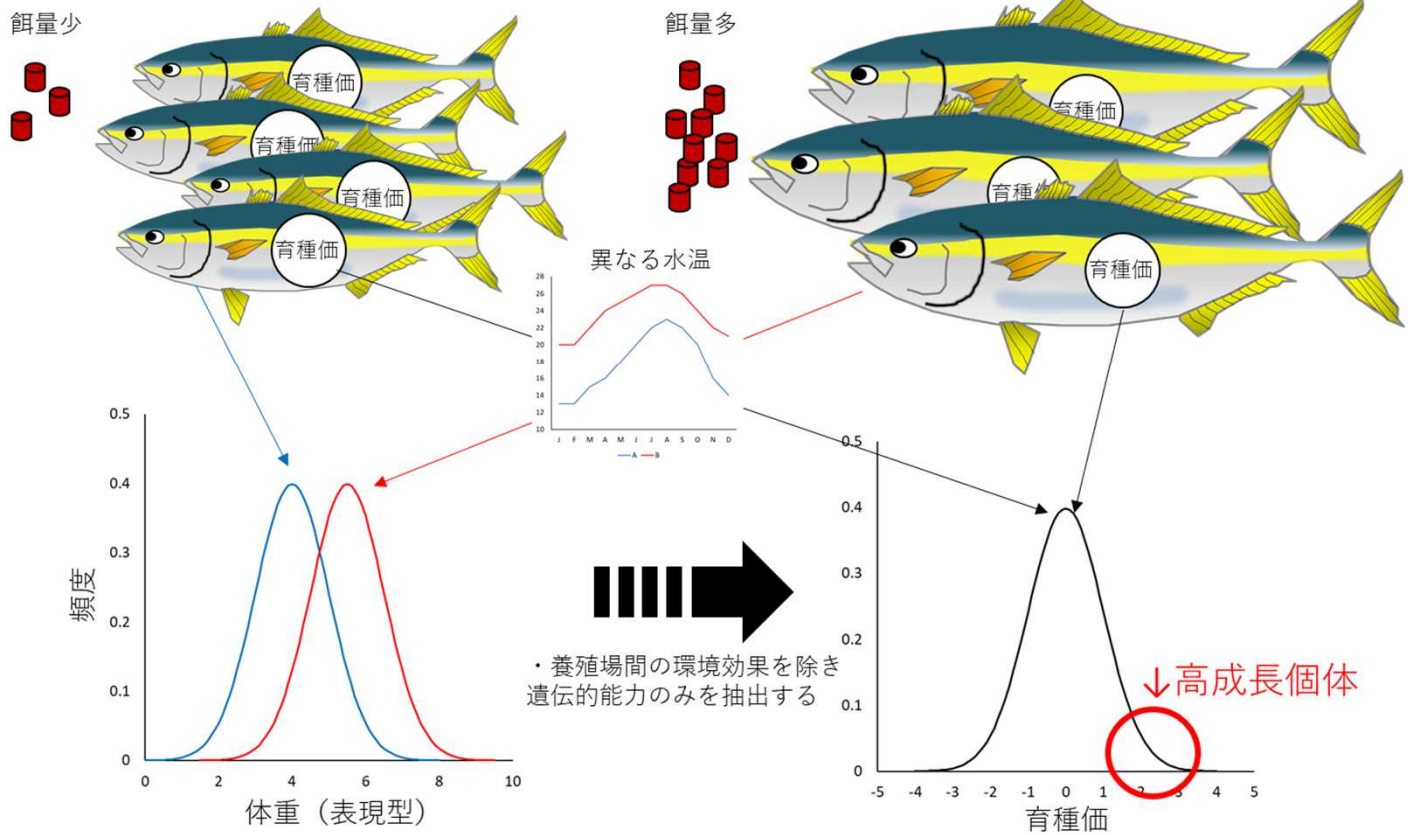 餌量少
餌量多
育種価
育種価
育種価
育種価
育種価
育種
育種価
異なる水温
28
26
24
22
20
18
16
14
12
10
J F M A M J J A S O N D
A B
0.5
0.4
0.3
0.2
0.1
0
頻度
0 2 4 6 8 10
体重（表現型）
・養殖場間の環境効果を除き
遺伝的能力のみを抽出する
0.5
0.4
0.3
0.2
0.1
0
↓高成長個体
-5 -4 -3 -2 -1 0 1 2 3 4 5
育種価